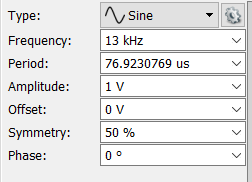 Type: Sine
Frequency: 13 kHz
Period: 76.9230769 us
Amplitude: 1 V
Offset: 0 V
Symmetry: 50 %
Phase: 0 º